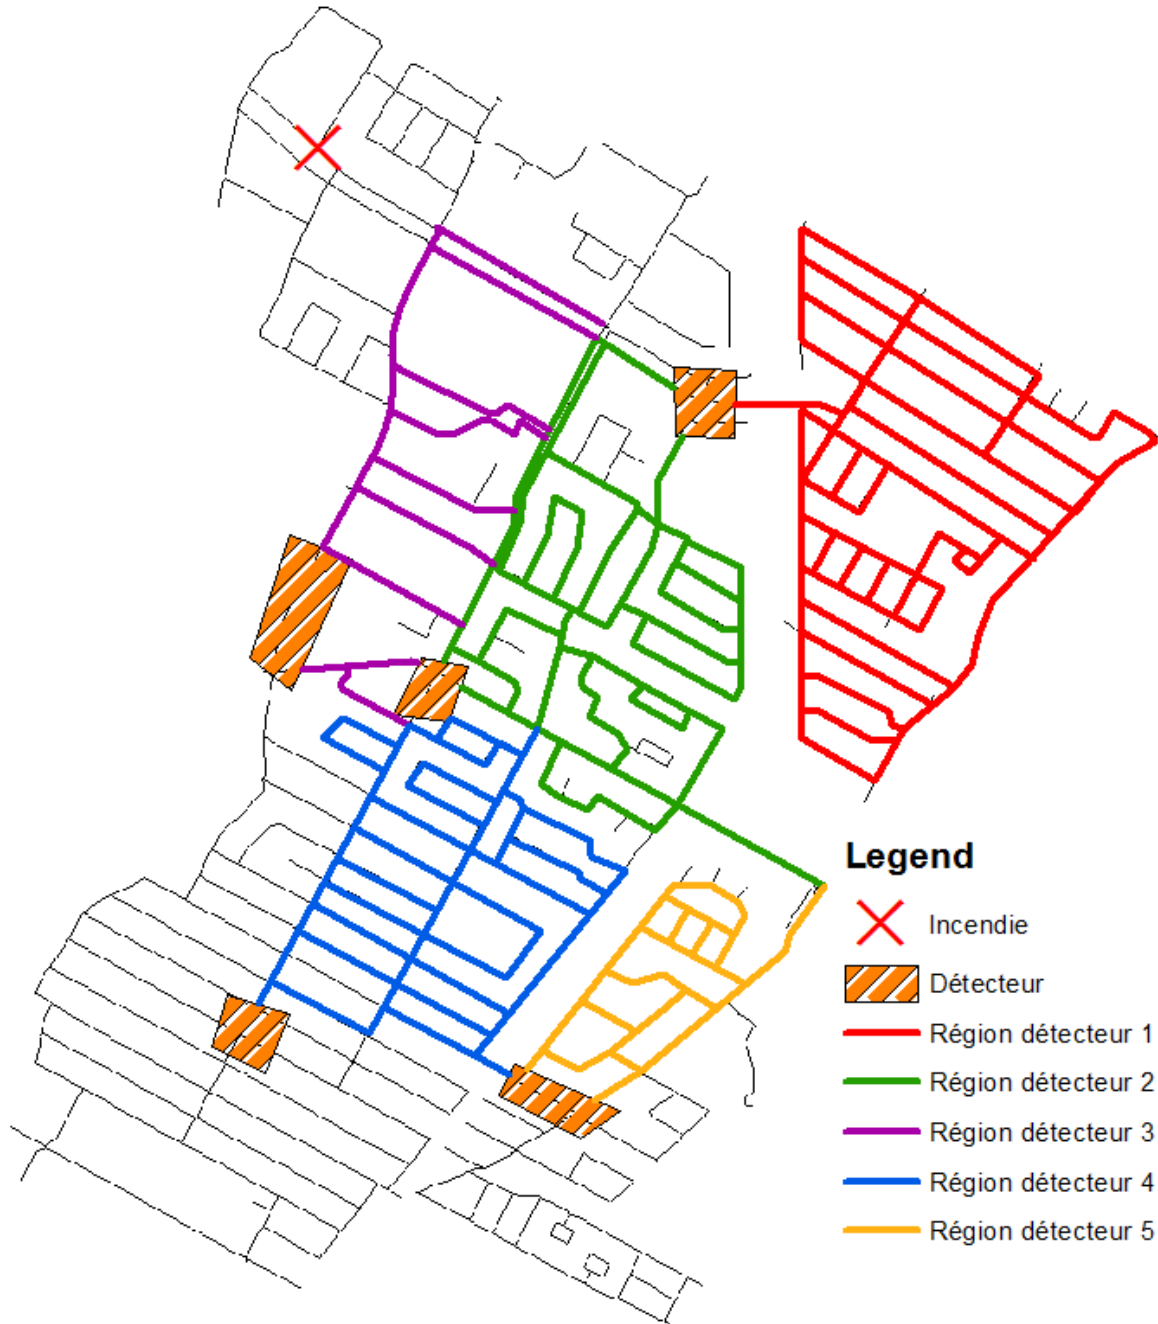 Legend
Incendie
Détecteur
Région détecteur 1
Région détecteur 2
Région détecteur 3
Région détecteur 4
Région détecteur 5